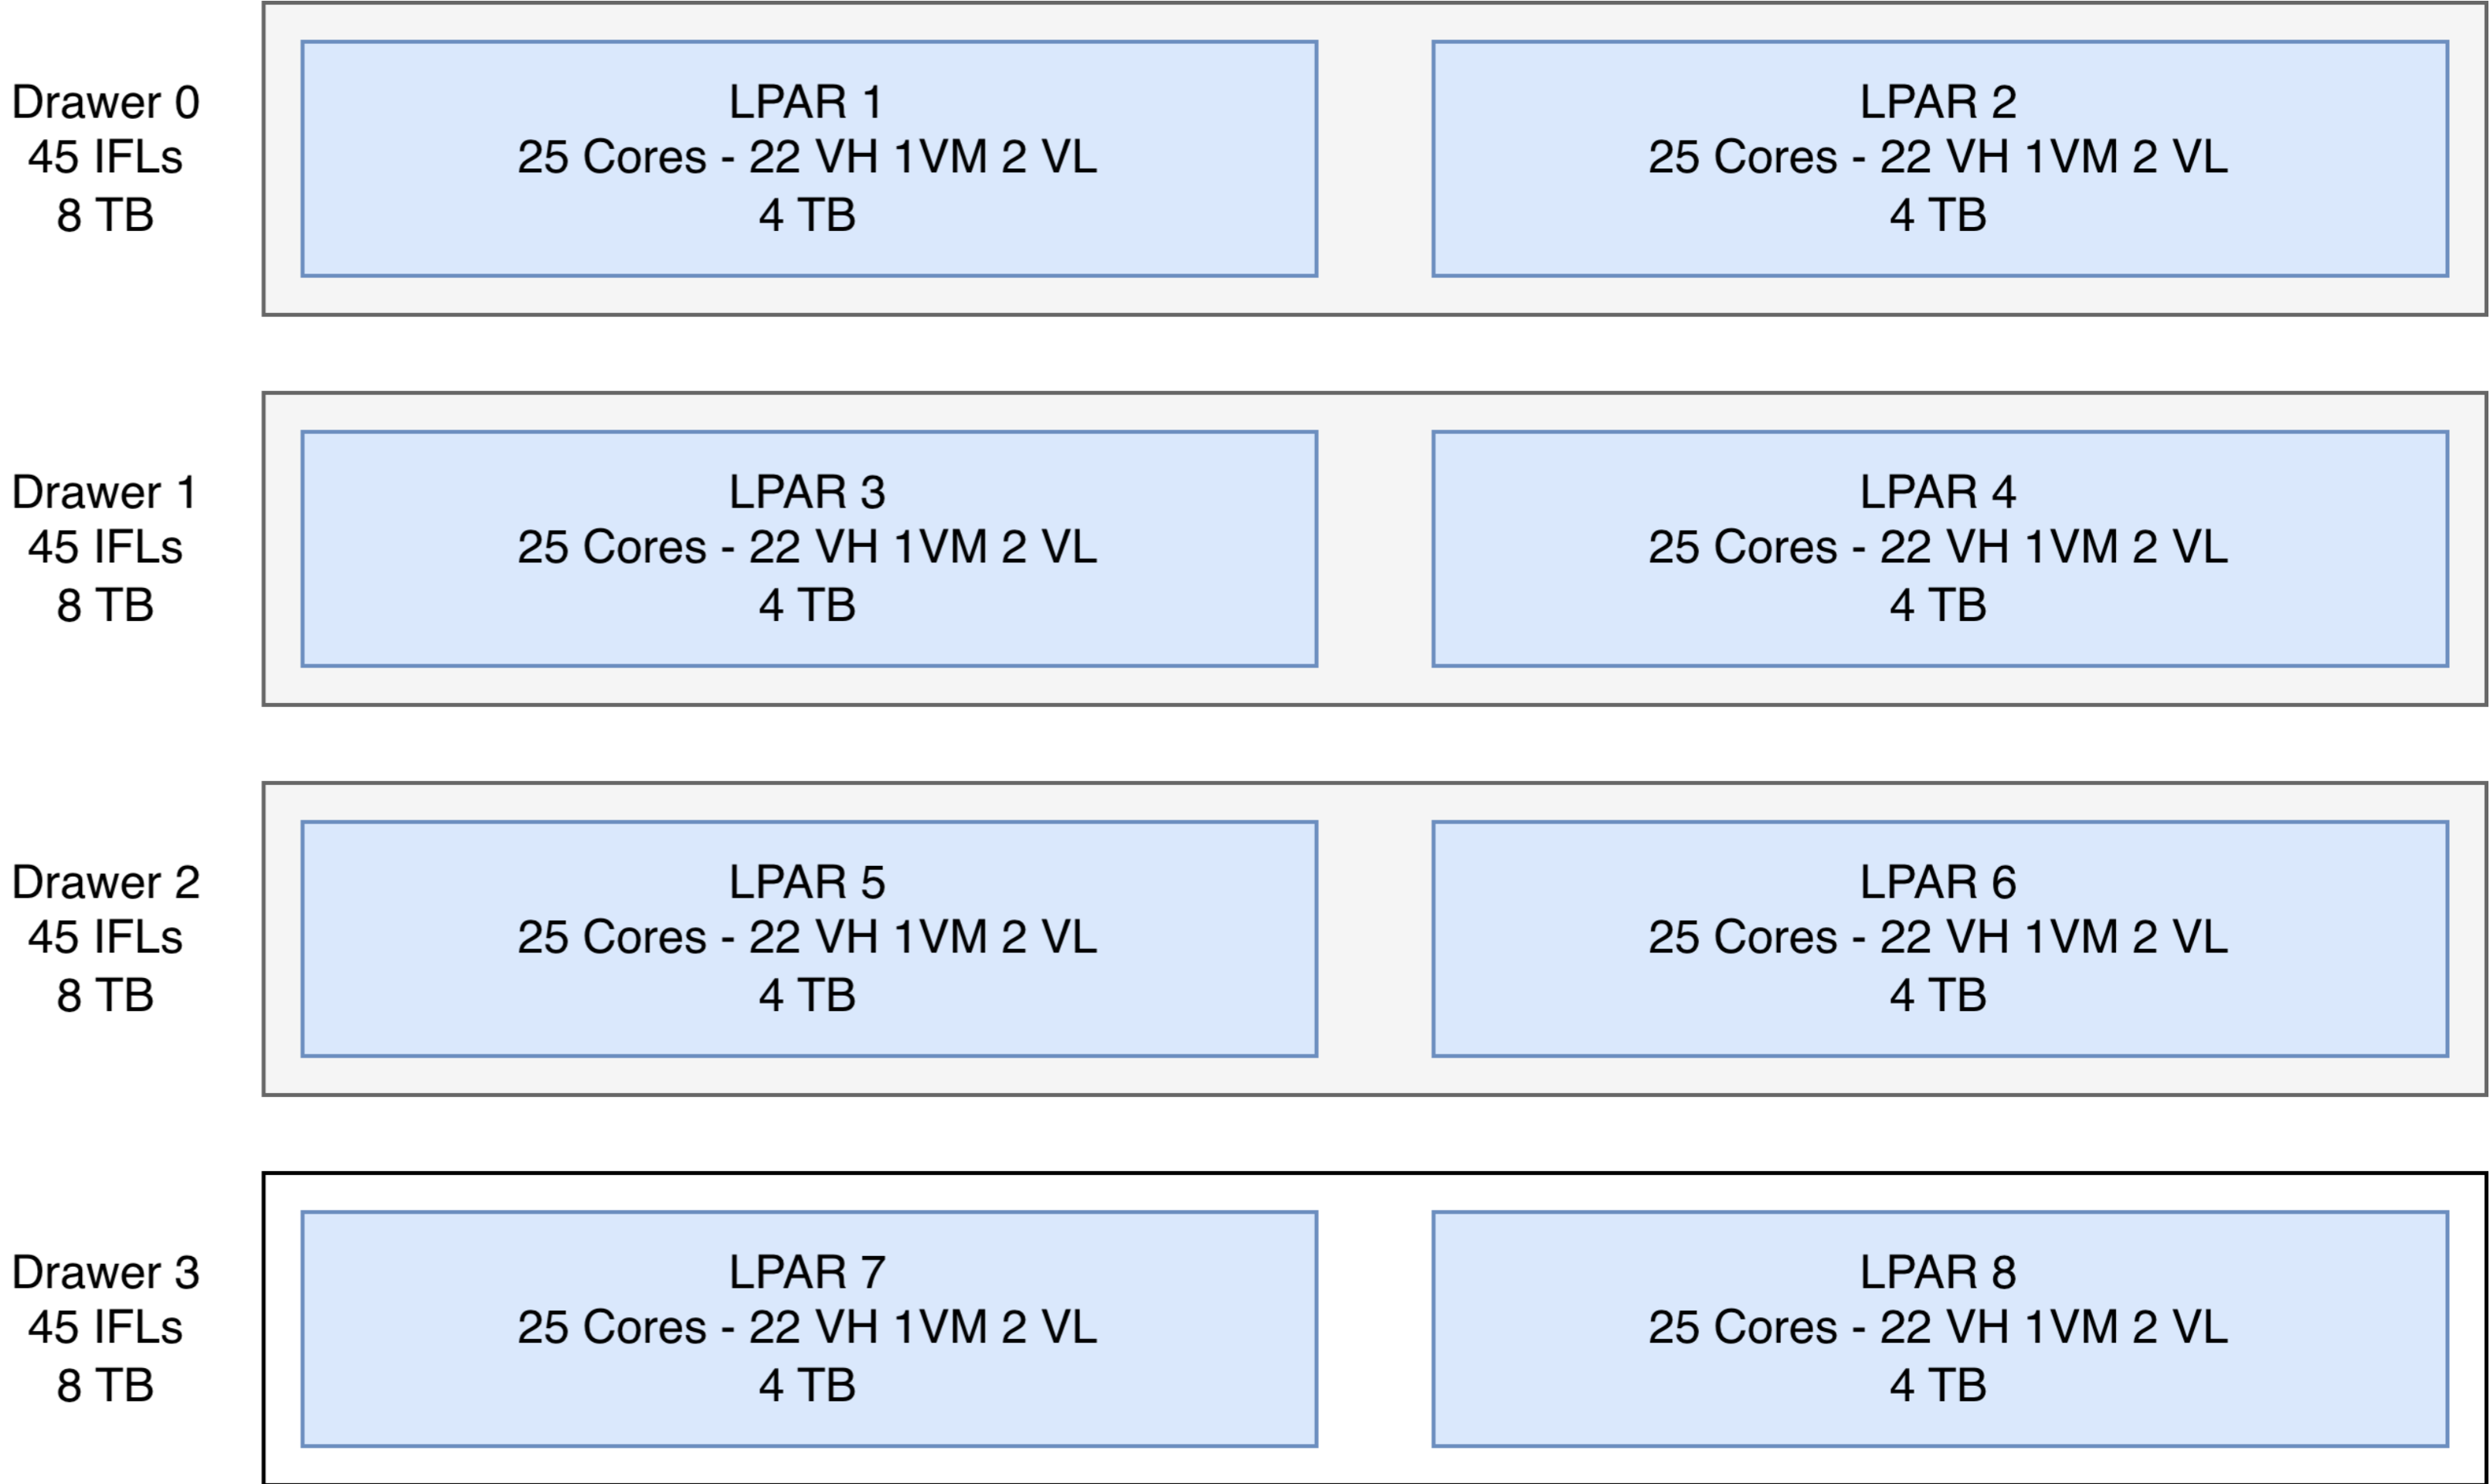 Drawer 0
45 IFLs
8 TB
LPAR 1
25 Cores - 22 VH 1VM 2 VL
4 TB
LPAR 2
25 Cores - 22 VH 1VM 2 VL
4 TB
Drawer 1
45 IFLs
8 TB
LPAR 3
25 Cores - 22 VH 1VM 2 VL
4 TB
LPAR 4
25 Cores - 22 VH 1VM 2 VL
4 TB
Drawer 2
45 IFLs
8 TB
LPAR 5
25 Cores - 22 VH 1VM 2 VL
4 TB
LPAR 6
25 Cores - 22 VH 1VM 2 VL
4 TB
Drawer 3
45 IFLs
8 TB
LPAR 7
25 Cores - 22 VH 1VM 2 VL
4 TB
LPAR 8
25 Cores - 22 VH 1VM 2 VL
4 TB